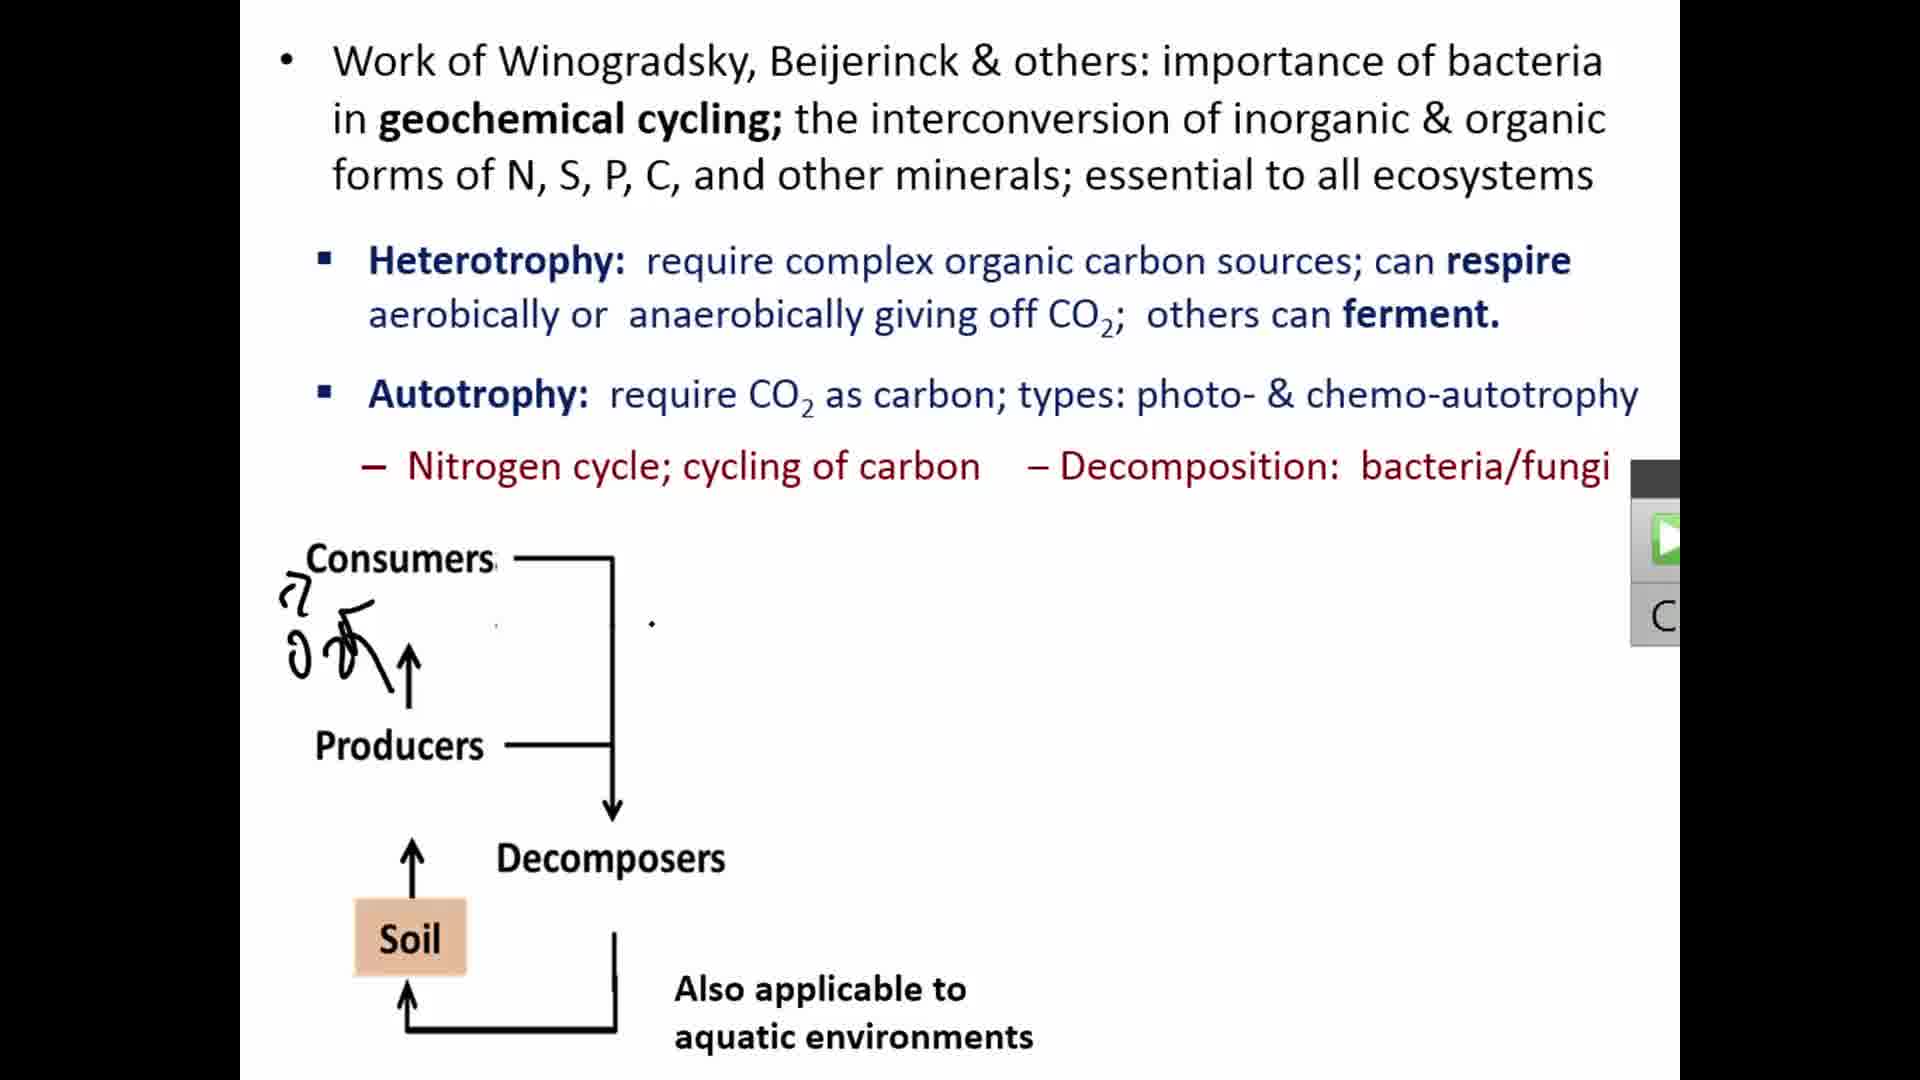 • Work of Winogradsky, Beijerinck & others: importance of bacteria
in geochemical cycling; the interconversion of inorganic & organic
forms of N, S, P, C, and other minerals; essential to all ecosystems
▪ Heterotrophy: require complex organic carbon sources; can respire
aerobically or anaerobically giving off CO₂; others can ferment.
▪ Autotrophy: require CO₂ as carbon; types: photo- & chemo-autotrophy
– Nitrogen cycle; cycling of carbon – Decomposition: bacteria/fungi
Consumers
Producers
Decomposers
Soil
Also applicable to
aquatic environments